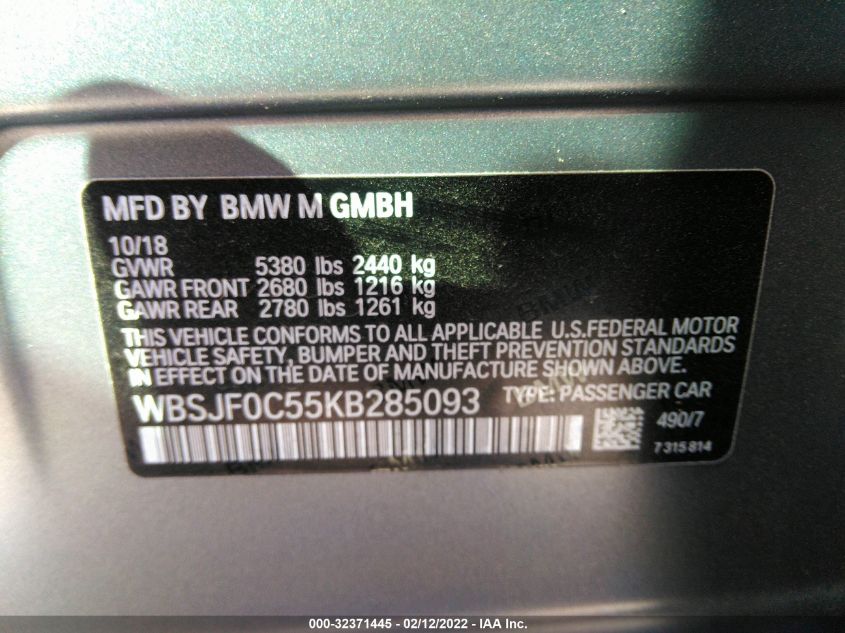 MFD BY BMW M GMBH
10/18
GVWR 5380 lbs 2440 kg
GAWR FRONT 2680 lbs 1216 kg
GAWR REAR 2780 lbs 1261 kg
THIS VEHICLE CONFORMS TO ALL APPLICABLE U.S.FEDERAL MOTOR
VEHICLE SAFETY, BUMPER AND THEFT PREVENTION STANDARDS
IN EFFECT ON THE DATE OF MANUFACTURE SHOWN ABOVE.
WBSJF0C55KB285093 TYPE: PASSENGER CAR
490/7
7 315 814
000-32371445 - 02/12/2022 - IAA Inc.